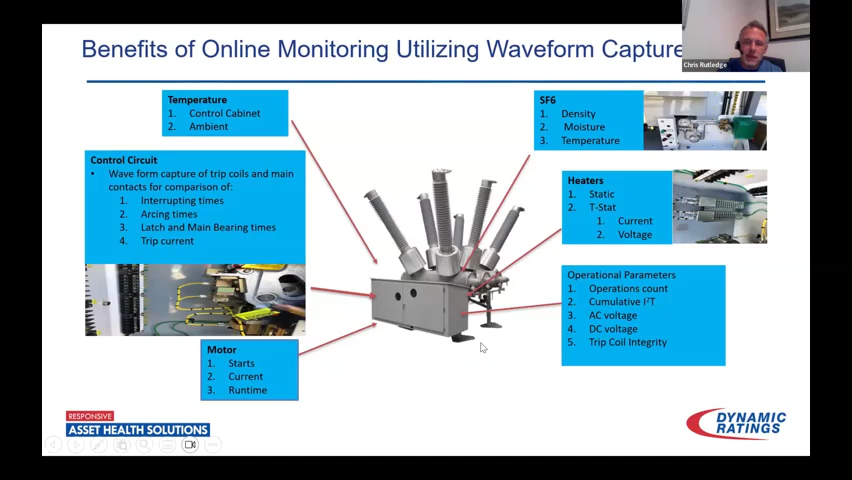 Benefits of Online Monitoring Utilizing Waveform Capture
Chris Rutledge
Temperature
1. Control Cabinet
2. Ambient
SF6
1. Density
2. Moisture
3. Temperature
Control Circuit
• Wave form capture of trip coils and main
contacts for comparison of:
1. Interrupting times
2. Arcing times
3. Latch and Main Bearing times
4. Trip current
Heaters
1. Static
2. T-Stat
1. Current
2. Voltage
Operational Parameters
1. Operations count
2. Cumulative I²T
3. AC voltage
4. DC voltage
5. Trip Coil Integrity
Motor
1. Starts
2. Current
3. Runtime
RESPONSIVE
ASSET HEALTH SOLUTIONS
DYNAMIC
RATINGS